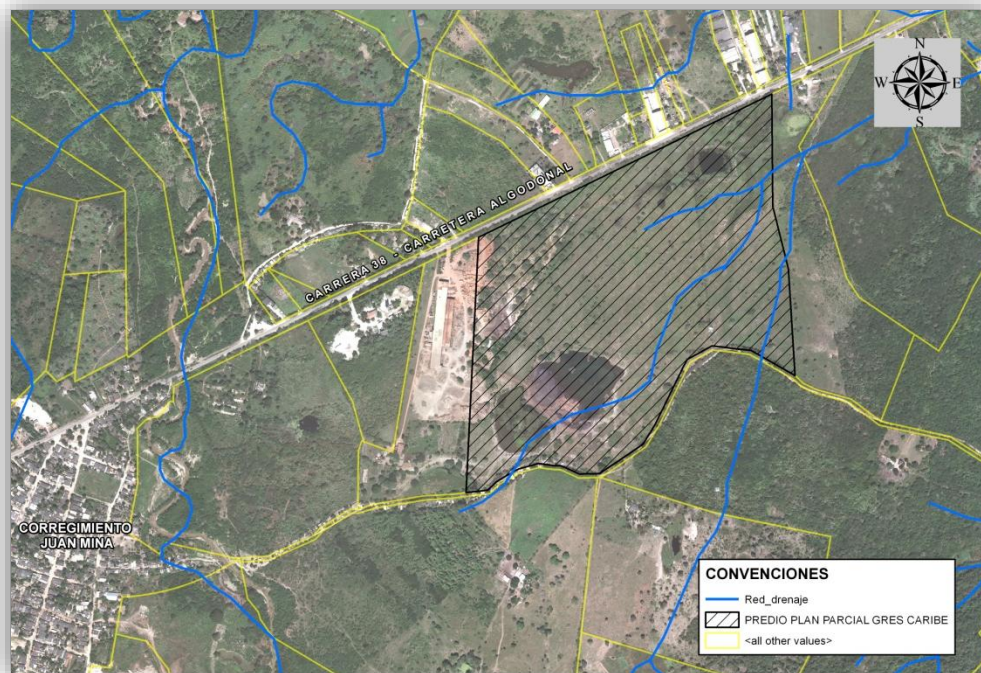 N
W E
S
CARRERA 38 - CARRETERA ALGODONAL
CORREGIMIENTO
JUAN MINA
CONVENCIONES
Red_drenaje
PREDIO PLAN PARCIAL GRES CARIBE
<all other values>